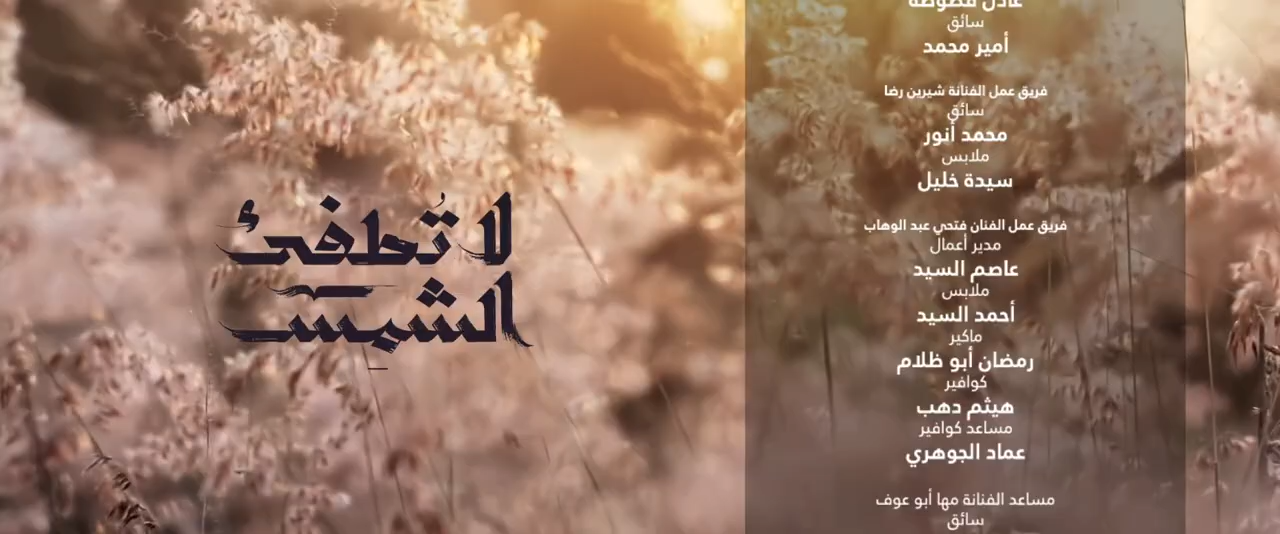 لا تُطفئ
الشمس
سائق
أمير محمد
فريق عمل الفنانة شيرين رضا
سائق
محمد أنور
ملابس
سيدة خليل
فريق عمل الفنان فتحي عبد الوهاب
مدير أعمال
عاصم السيد
ملابس
أحمد السيد
ماكير
رمضان أبو ظلام
كوافير
هيثم دهب
مساعد كوافير
عماد الجوهري
مساعد الفنانة مها أبو عوف
سائق